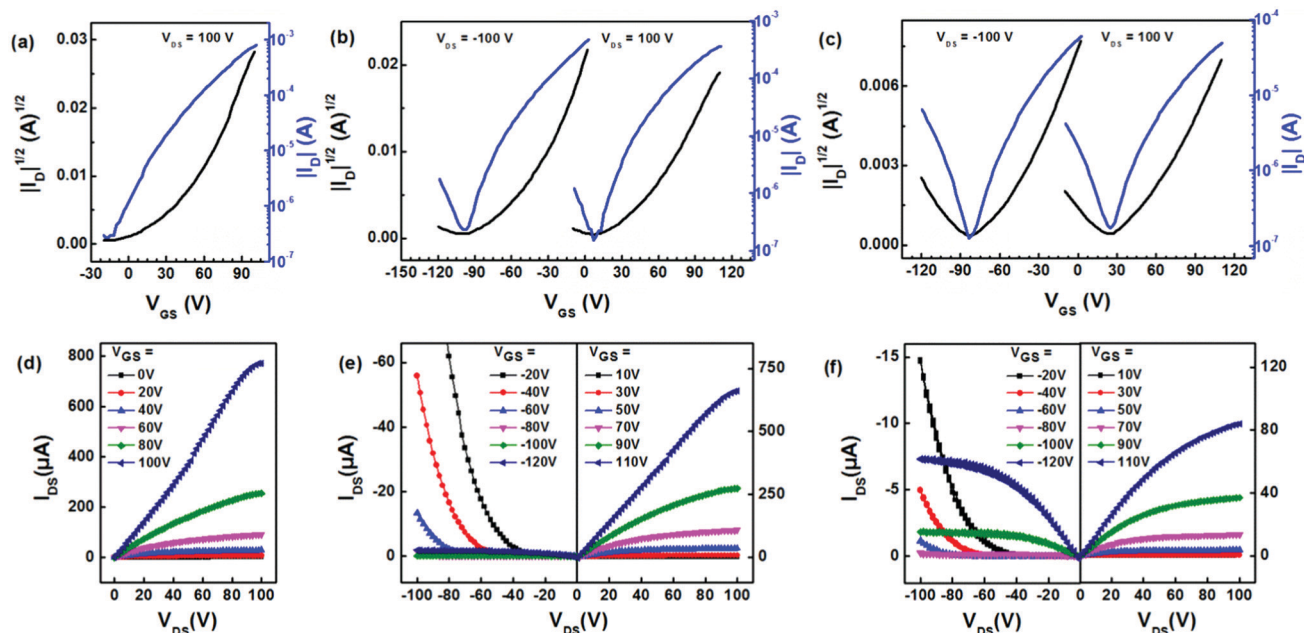 (a)
V_DS = 100 V
|I_D|^1/2 (A)^1/2
0.03
0.02
0.01
0.00
-30 0 30 60 90
V_GS (V)
10^-3
10^-4
10^-5
10^-6
10^-7
|I_D| (A)
(b)
V_DS = -100 V
V_DS = 100 V
|I_D|^1/2 (A)^1/2
0.02
0.01
0.00
-150 -120 -90 -60 -30 0 30 60 90 120
V_GS (V)
10^-3
10^-4
10^-5
10^-6
10^-7
|I_D| (A)
(c)
V_DS = -100 V
V_DS = 100 V
|I_D|^1/2 (A)^1/2
0.006
0.003
0.000
-120 -90 -60 -30 0 30 60 90 120
V_GS (V)
10^-4
10^-5
10^-6
10^-7
|I_D| (A)
(d)
V_GS =
0V
20V
40V
60V
80V
100V
I_DS(μA)
800
600
400
200
0
0 20 40 60 80 100
V_DS(V)
(e)
V_GS =
-20V
-40V
-60V
-80V
-100V
-120V
V_GS =
10V
30V
50V
70V
90V
110V
I_DS(μA)
-60
-40
-20
0
750
500
250
0
-100 -80 -60 -40 -20 0 20 40 60 80 100
V_DS(V)
V_DS(V)
(f)
V_GS =
-20V
-40V
-60V
-80V
-100V
-120V
V_GS =
10V
30V
50V
70V
90V
110V
I_DS(μA)
-15
-10
-5
0
120
80
40
0
-100 -80 -60 -40 -20 0 20 40 60 80 100
V_DS(V)
V_DS(V)